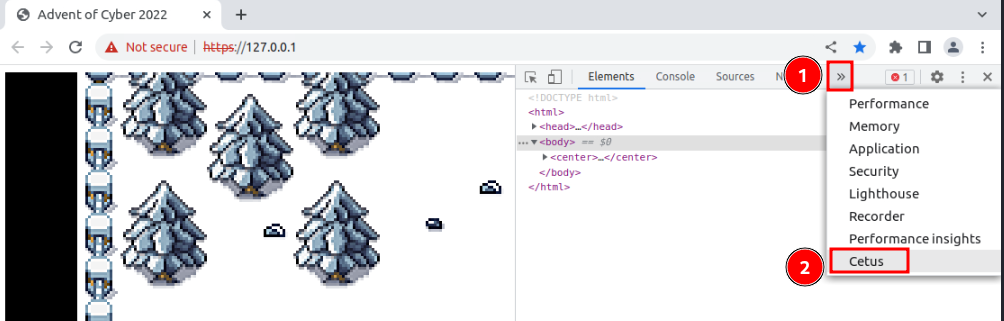 Advent of Cyber 2022
Not secure https://127.0.0.1
Elements Console Sources N 1 » 1
<!DOCTYPE html>
<html>
<head>…</head>
<body> == $0
<center>…</center>
</body>
</html>
Performance
Memory
Application
Security
Lighthouse
Recorder
Performance insights
2 Cetus